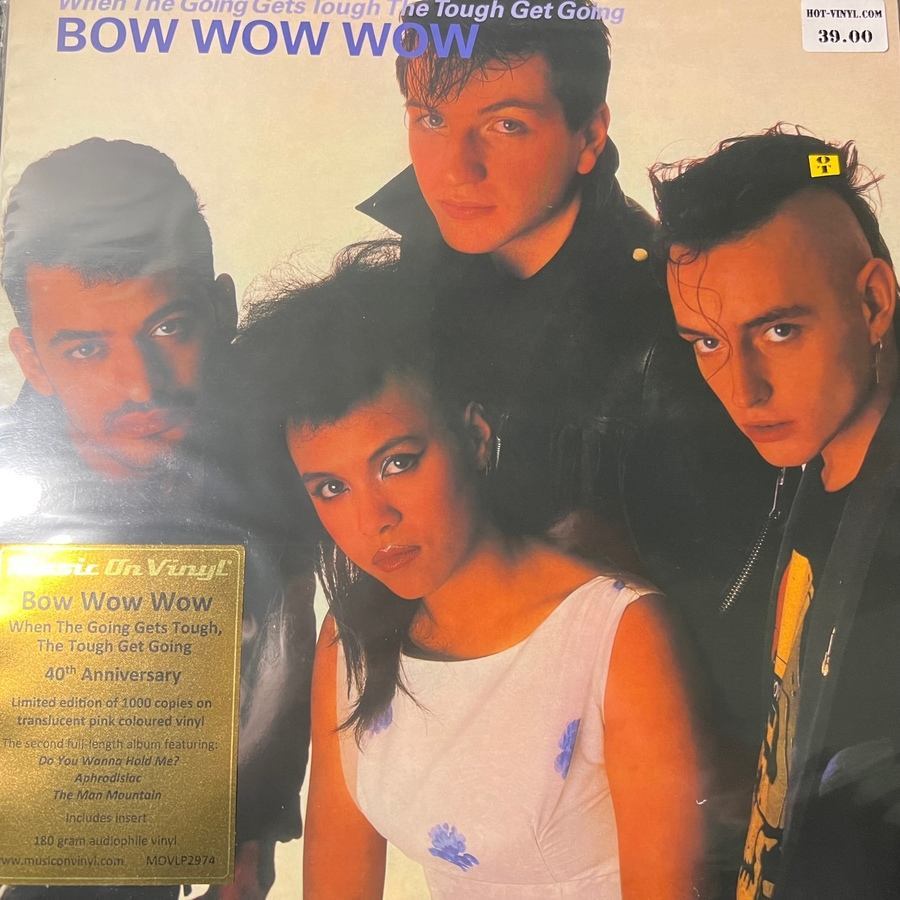 When The Going Gets Tough The Tough Get Going
BOW WOW WOW
HOT-VINYL.COM
39.00
OT
Music On Vinyl
Bow Wow Wow
When The Going Gets Tough,
The Tough Get Going
40th Anniversary
Limited edition of 1000 copies on
translucent pink coloured vinyl
The second full-length album featuring:
Do You Wanna Hold Me?
Aphrodisiac
The Man Mountain
Includes insert
180 gram audiophile vinyl
www.musiconvinyl.com MOVLP2974